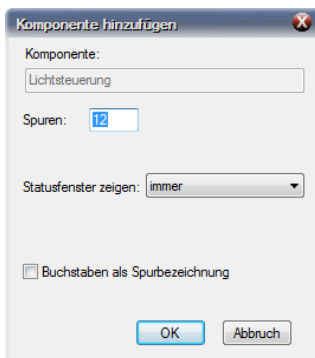 Komponente hinzufügen
Komponente:
Lichtsteuerung
Spuren: 12
Statusfenster zeigen: immer
Buchstaben als Spurbezeichnung
OK Abbruch